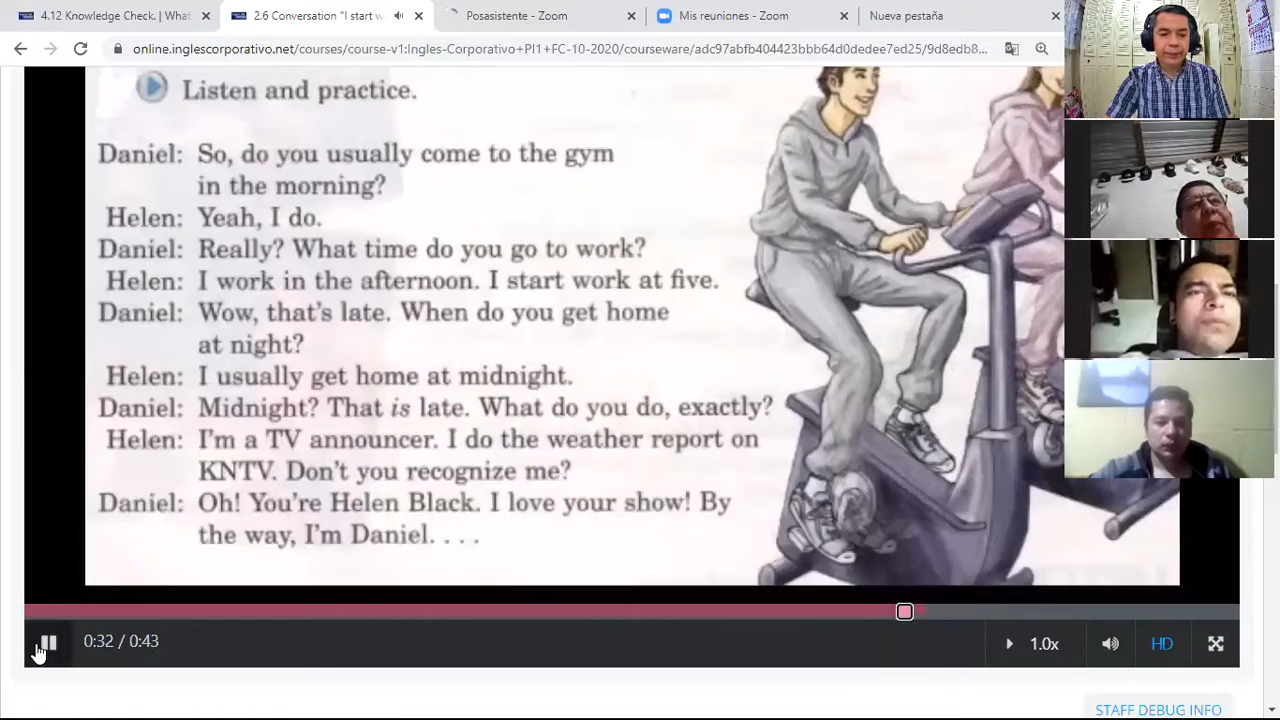 4.12 Knowledge Check. | What
2.6 Conversation "I start w
Posasistente - Zoom
Mis reuniones - Zoom
Nueva pestaña
online.inglescorporativo.net/courses/course-v1:Ingles-Corporativo+PI1+FC-10-2020/courseware/adc97abfb404423bbb64d0dedee7ed25/9d8edb8...
Listen and practice.
Daniel: So, do you usually come to the gym
in the morning?
Helen: Yeah, I do.
Daniel: Really? What time do you go to work?
Helen: I work in the afternoon. I start work at five.
Daniel: Wow, that's late. When do you get home
at night?
Helen: I usually get home at midnight.
Daniel: Midnight? That is late. What do you do, exactly?
Helen: I'm a TV announcer. I do the weather report on
KNTV. Don't you recognize me?
Daniel: Oh! You're Helen Black. I love your show! By
the way, I'm Daniel. . . .
0:32 / 0:43
1.0x
HD
STAFF DEBUG INFO